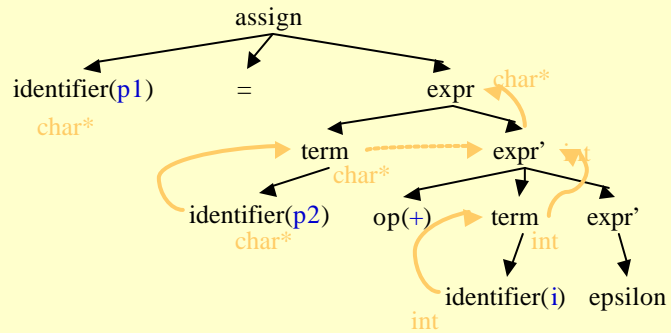 assign
identifier(p1) = expr char*
char*
term expr’ int
char*
identifier(p2) op(+) term expr’
char* int
identifier(i) epsilon
int